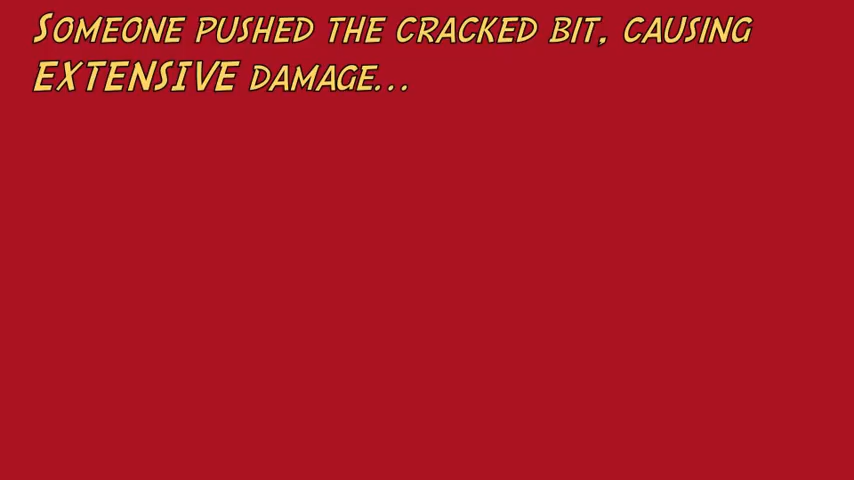 Someone pushed the cracked bit, causing
EXTENSIVE damage...